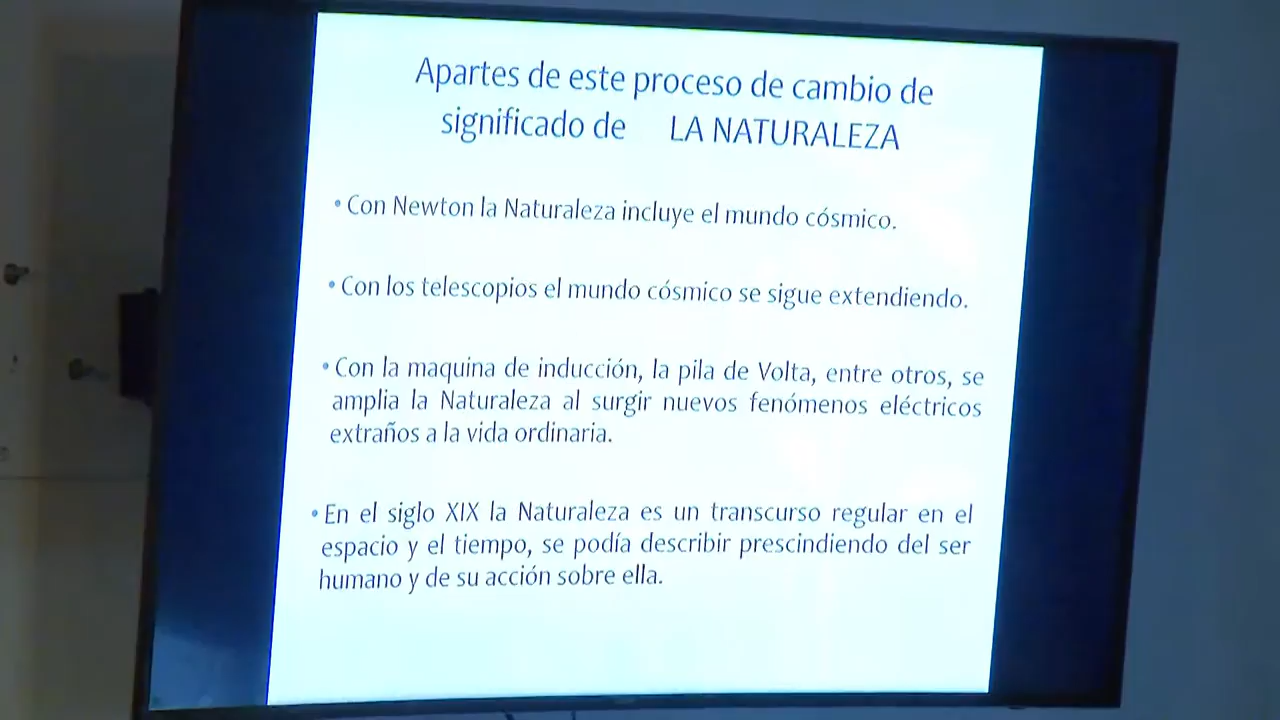 Apartes de este proceso de cambio de
significado de LA NATURALEZA
• Con Newton la Naturaleza incluye el mundo cósmico.
• Con los telescopios el mundo cósmico se sigue extendiendo.
• Con la maquina de inducción, la pila de Volta, entre otros, se
amplia la Naturaleza al surgir nuevos fenómenos eléctricos
extraños a la vida ordinaria.
• En el siglo XIX la Naturaleza es un transcurso regular en el
espacio y el tiempo, se podía describir prescindiendo del ser
humano y de su acción sobre ella.